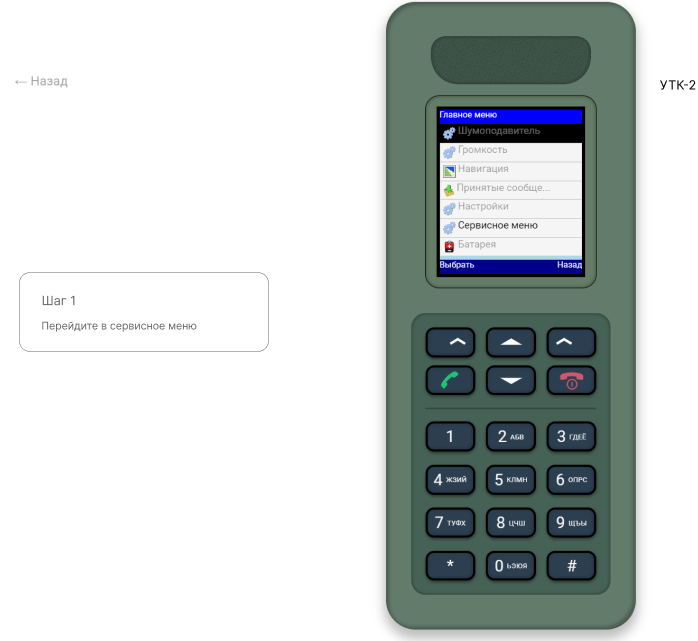 ← Назад
УТК-2
Главное меню
Шумоподавитель
Громкость
Навигация
Принятые сообще...
Настройки
Сервисное меню
Батарея
Выбрать Назад
Шаг 1
Перейдите в сервисное меню
1 2 АБВ 3 ГДЕЁ
4 ЖЗИЙ 5 КЛМН 6 ОПРС
7 ТУФХ 8 ЦЧШ 9 ЩЪЫ
* 0 ЬЭЮЯ #